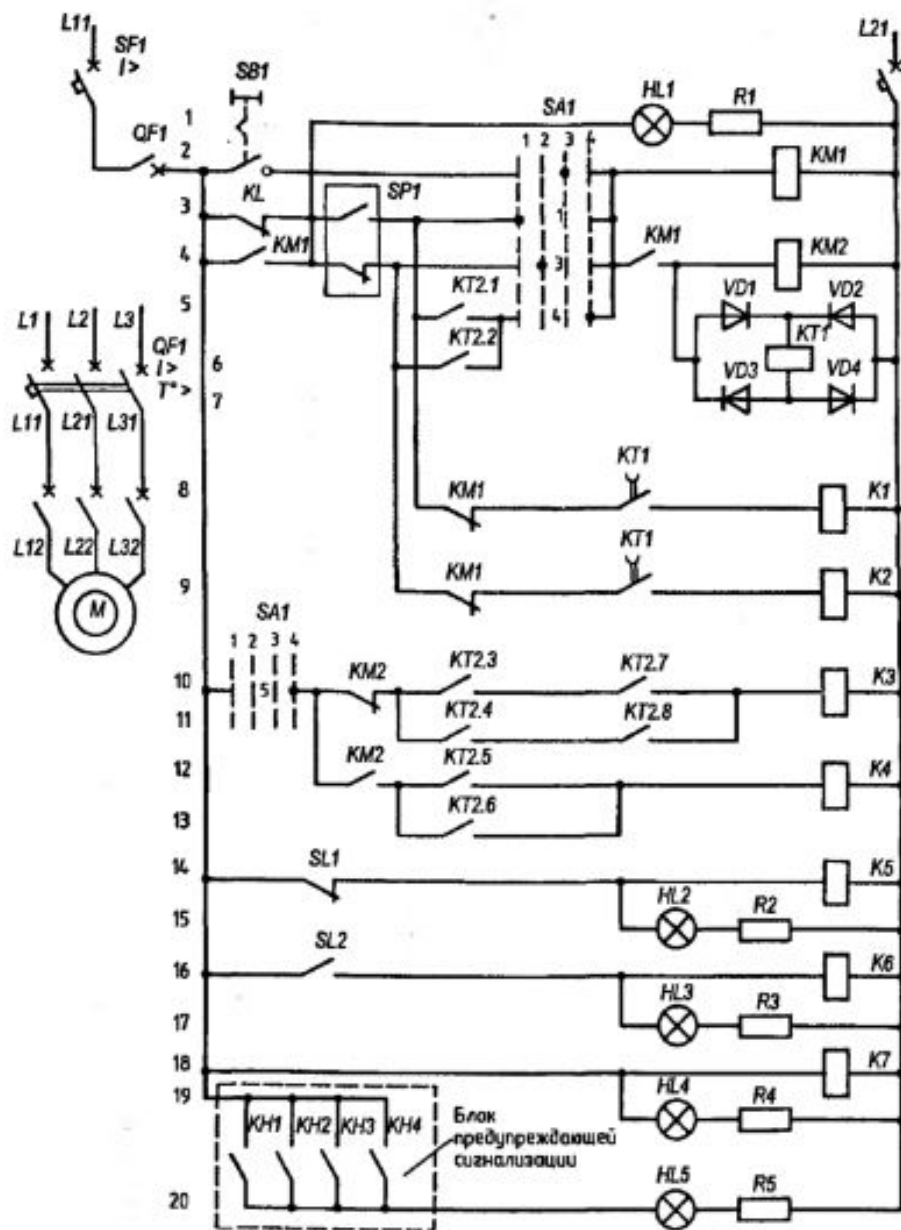 L11
SF1
I>
L21
SB1
HL1
R1
1
SA1
QF1
2
1 2 3 4
KM1
KL
SP1
3
1
KM1
KM1
KM2
4
3
5
KT2.1
4
VD1
VD2
L1
L2
L3
QF1
KT2.2
KT1
I>
6
T°>
7
VD3
VD4
L11
L21
L31
KT1
8
KM1
K1
L12
L22
L32
KT1
9
KM1
K2
M
SA1
1 2 3 4
KM2
KT2.3
KT2.7
K3
10
5
11
KT2.4
KT2.8
12
KM2
KT2.5
K4
13
KT2.6
14
SL1
K5
HL2
R2
15
SL2
16
K6
HL3
R3
17
18
K7
19
HL4
R4
KH1
KH2
KH3
KH4
Блок
предупреждающей
сигнализации
HL5
R5
20